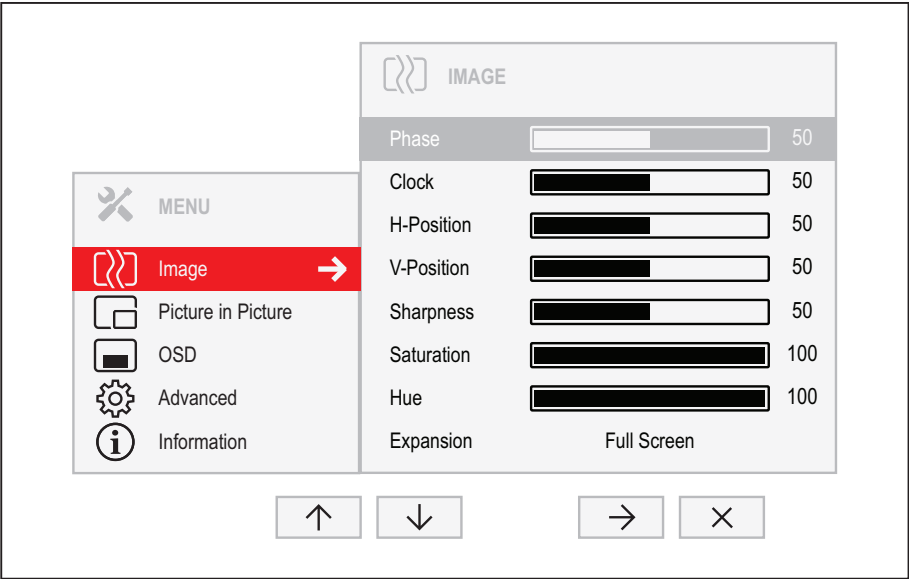 IMAGE
Phase 50
Clock 50
H-Position 50
V-Position 50
Sharpness 50
Saturation 100
Hue 100
Expansion Full Screen
MENU
Image
Picture in Picture
OSD
Advanced
Information